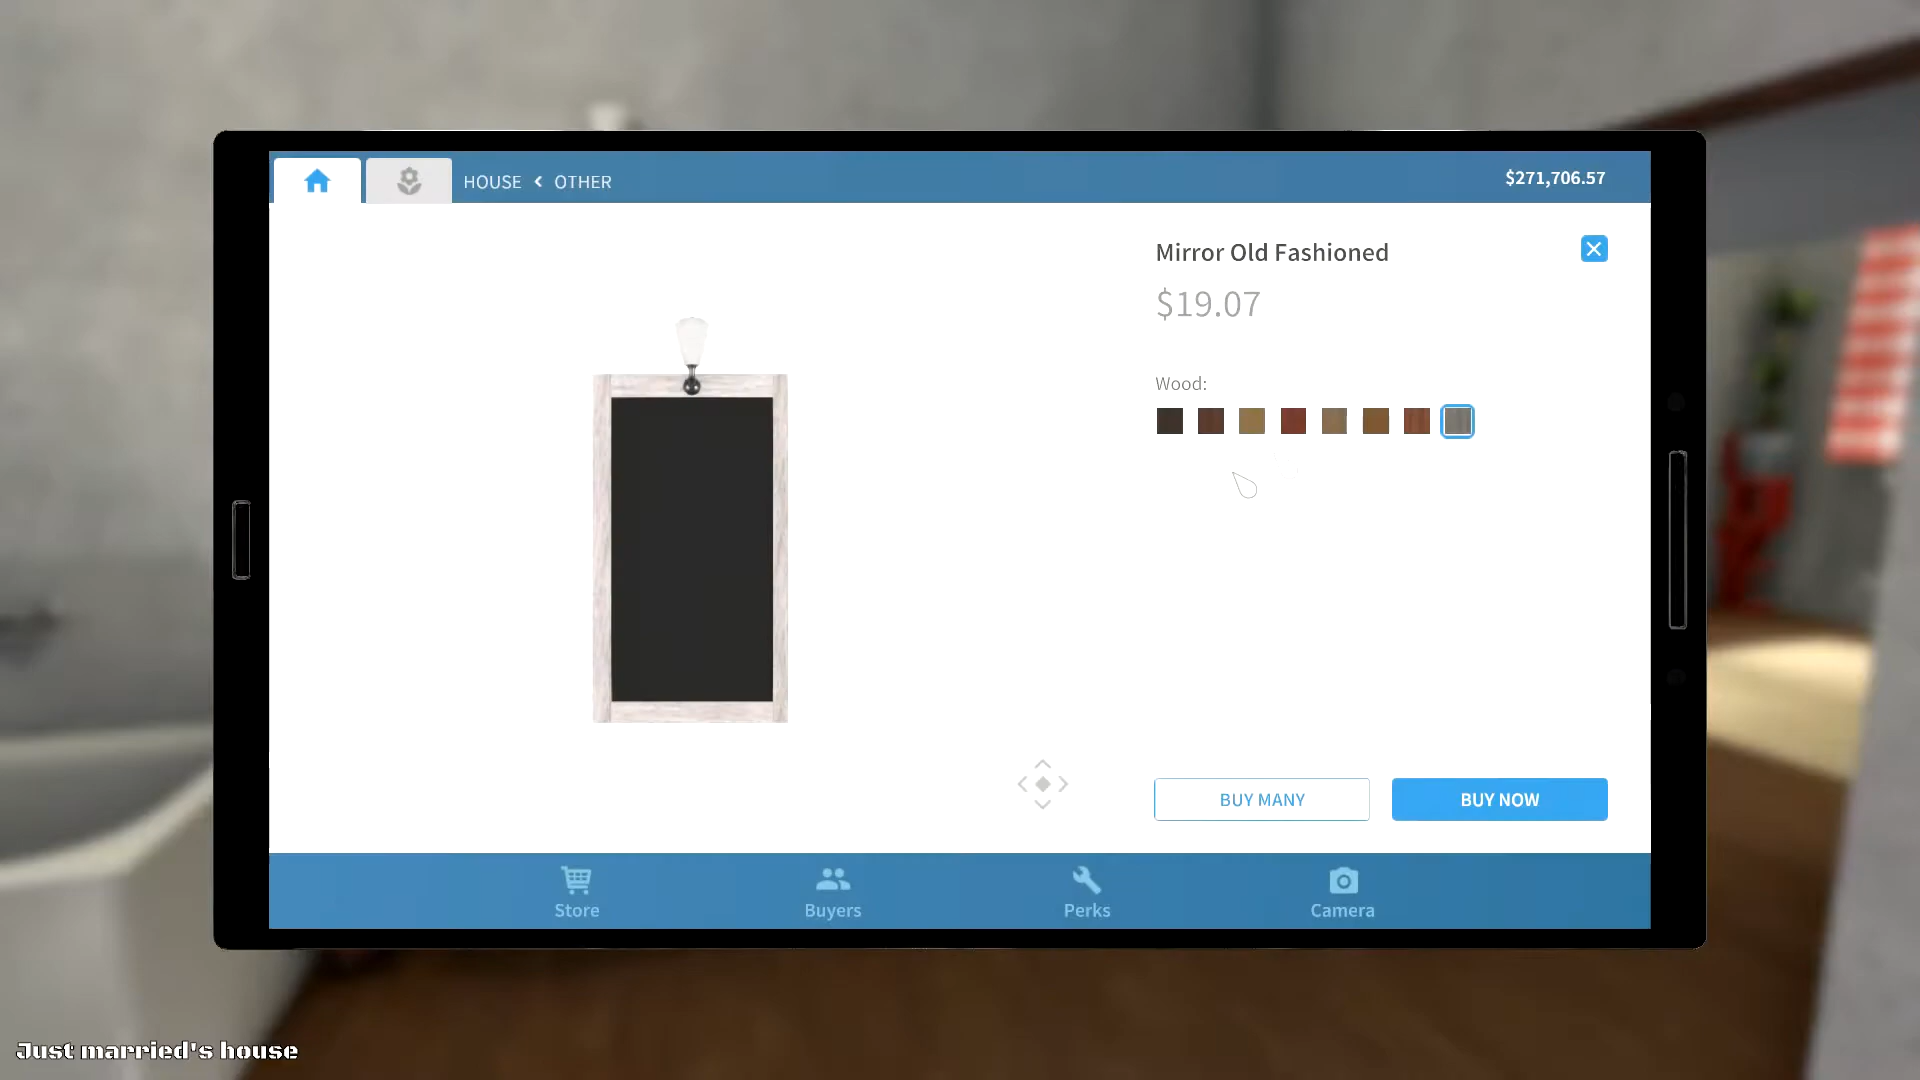 HOUSE < OTHER
$271,706.57
Mirror Old Fashioned
$19.07
Wood:
BUY MANY
BUY NOW
Store
Buyers
Perks
Camera
Just married's house